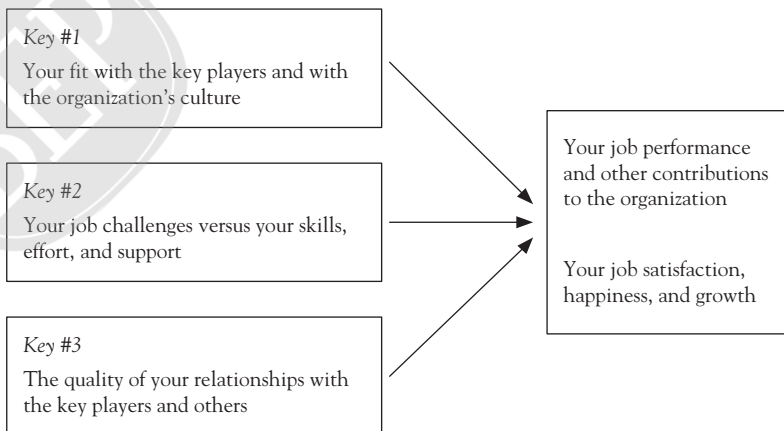 Key #1
Your fit with the key players and with
the organization's culture
Key #2
Your job challenges versus your skills,
effort, and support
Key #3
The quality of your relationships with
the key players and others
Your job performance
and other contributions
to the organization
Your job satisfaction,
happiness, and growth